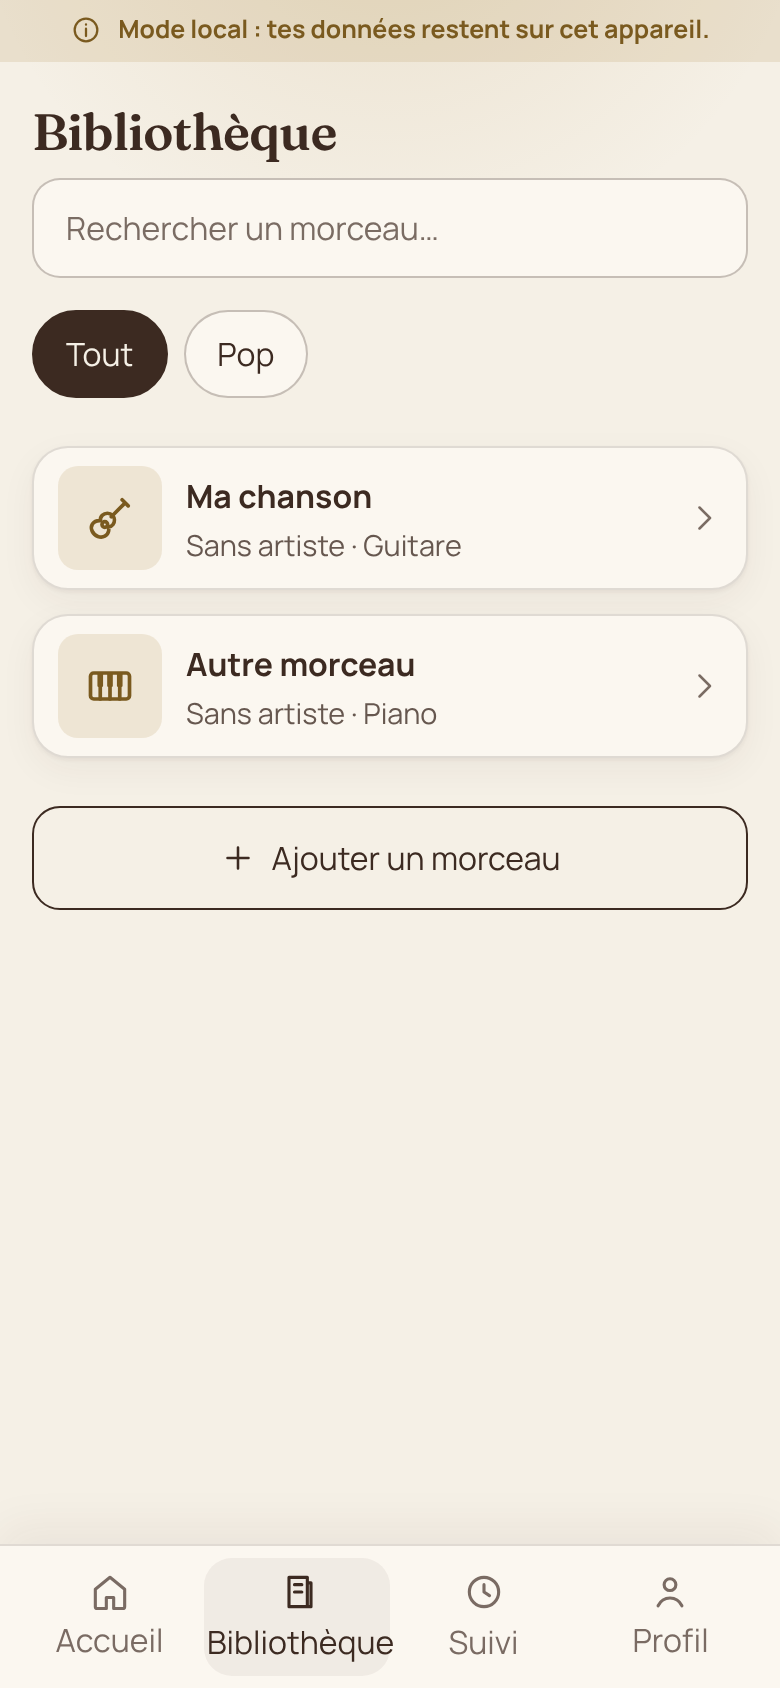 Mode local : tes données restent sur cet appareil.
Bibliothèque
Rechercher un morceau...
Tout
Pop
Ma chanson
Sans artiste · Guitare
Autre morceau
Sans artiste · Piano
Ajouter un morceau
Accueil
Bibliothèque
Suivi
Profil